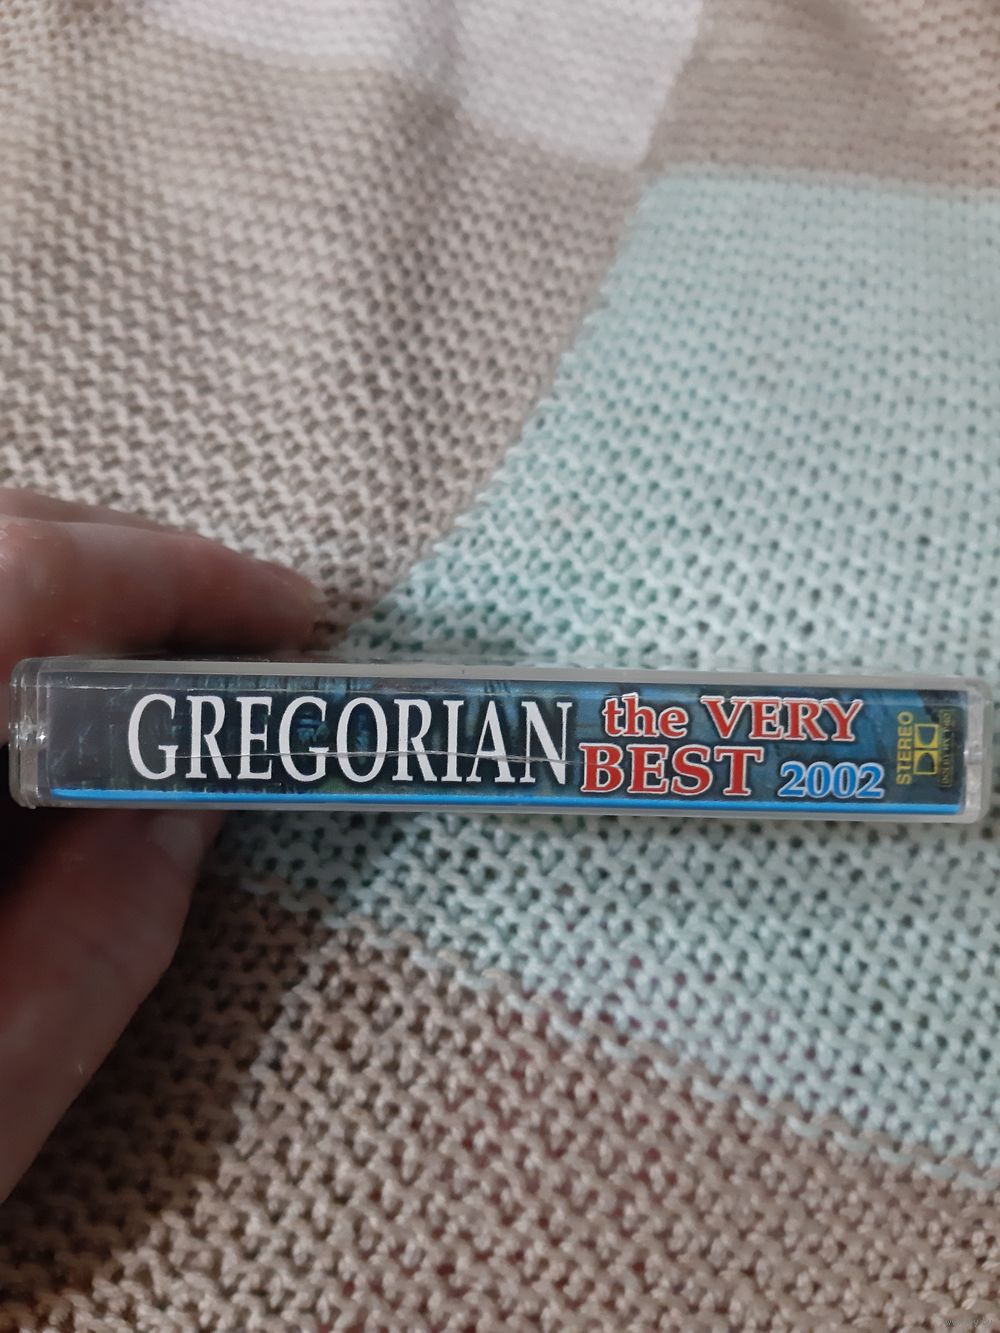 GREGORIAN
the VERY
BEST 2002
STEREO